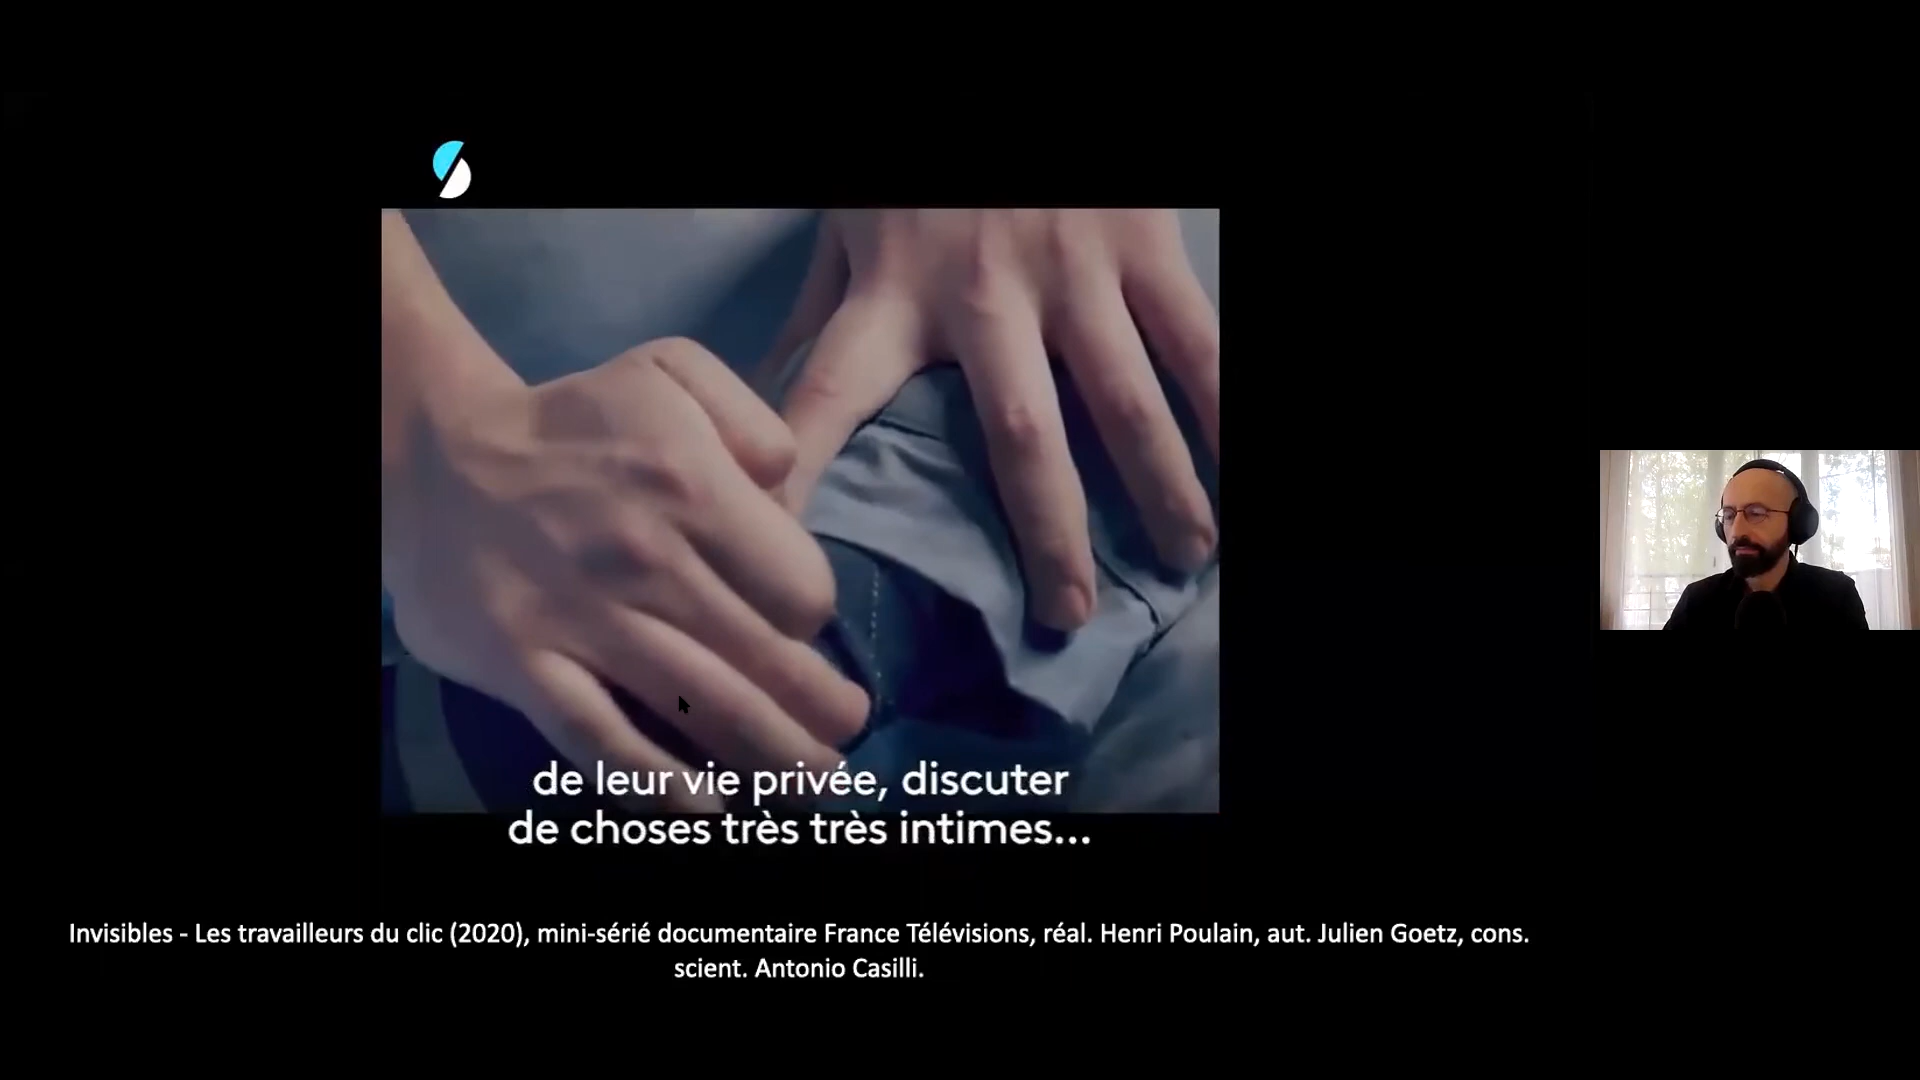 de leur vie privée, discuter
de choses très très intimes...
Invisibles - Les travailleurs du clic (2020), mini-sérié documentaire France Télévisions, réal. Henri Poulain, aut. Julien Goetz, cons.
scient. Antonio Casilli.